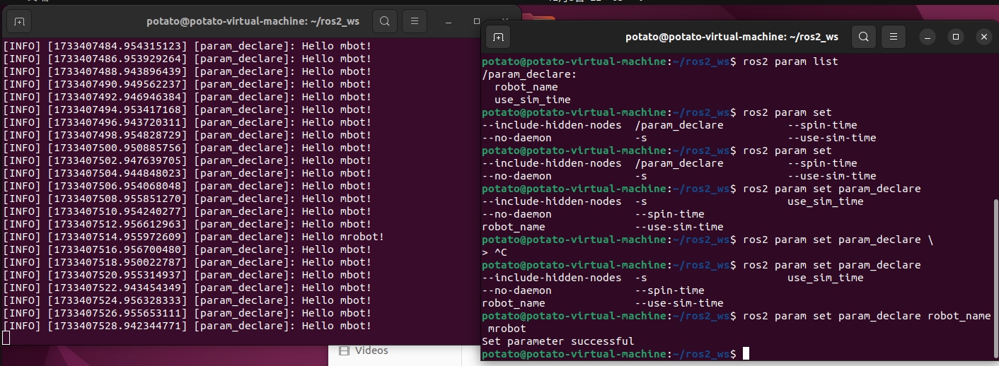 potato@potato-virtual-machine: ~/ros2_ws
[INFO] [1733407484.954315123] [param_declare]: Hello mbot!
[INFO] [1733407486.953929264] [param_declare]: Hello mbot!
[INFO] [1733407488.943896439] [param_declare]: Hello mbot!
[INFO] [1733407490.949562237] [param_declare]: Hello mbot!
[INFO] [1733407492.946946384] [param_declare]: Hello mbot!
[INFO] [1733407494.953417168] [param_declare]: Hello mbot!
[INFO] [1733407496.943720311] [param_declare]: Hello mbot!
[INFO] [1733407498.954828729] [param_declare]: Hello mbot!
[INFO] [1733407500.950885756] [param_declare]: Hello mbot!
[INFO] [1733407502.947639705] [param_declare]: Hello mbot!
[INFO] [1733407504.944848023] [param_declare]: Hello mbot!
[INFO] [1733407506.954068048] [param_declare]: Hello mbot!
[INFO] [1733407508.955851270] [param_declare]: Hello mbot!
[INFO] [1733407510.954240277] [param_declare]: Hello mbot!
[INFO] [1733407512.956612963] [param_declare]: Hello mbot!
[INFO] [1733407514.955972609] [param_declare]: Hello mrobot!
[INFO] [1733407516.956700480] [param_declare]: Hello mbot!
[INFO] [1733407518.950022787] [param_declare]: Hello mbot!
[INFO] [1733407520.955314937] [param_declare]: Hello mbot!
[INFO] [1733407522.943454349] [param_declare]: Hello mbot!
[INFO] [1733407524.956328333] [param_declare]: Hello mbot!
[INFO] [1733407526.955653111] [param_declare]: Hello mbot!
[INFO] [1733407528.942344771] [param_declare]: Hello mbot!
Videos
potato@potato-virtual-machine: ~/ros2_ws
potato@potato-virtual-machine:~/ros2_ws$ ros2 param list
/param_declare:
  robot_name
  use_sim_time
potato@potato-virtual-machine:~/ros2_ws$ ros2 param set
--include-hidden-nodes  /param_declare          --spin-time
--no-daemon             -s                      --use-sim-time
potato@potato-virtual-machine:~/ros2_ws$ ros2 param set
--include-hidden-nodes  /param_declare          --spin-time
--no-daemon             -s                      --use-sim-time
potato@potato-virtual-machine:~/ros2_ws$ ros2 param set param_declare
--include-hidden-nodes  -s                      use_sim_time
--no-daemon             --spin-time
robot_name              --use-sim-time
potato@potato-virtual-machine:~/ros2_ws$ ros2 param set param_declare \
> ^C
potato@potato-virtual-machine:~/ros2_ws$ ros2 param set param_declare
--include-hidden-nodes  -s                      use_sim_time
--no-daemon             --spin-time
robot_name              --use-sim-time
potato@potato-virtual-machine:~/ros2_ws$ ros2 param set param_declare robot_name
 mrobot
Set parameter successful
potato@potato-virtual-machine:~/ros2_ws$